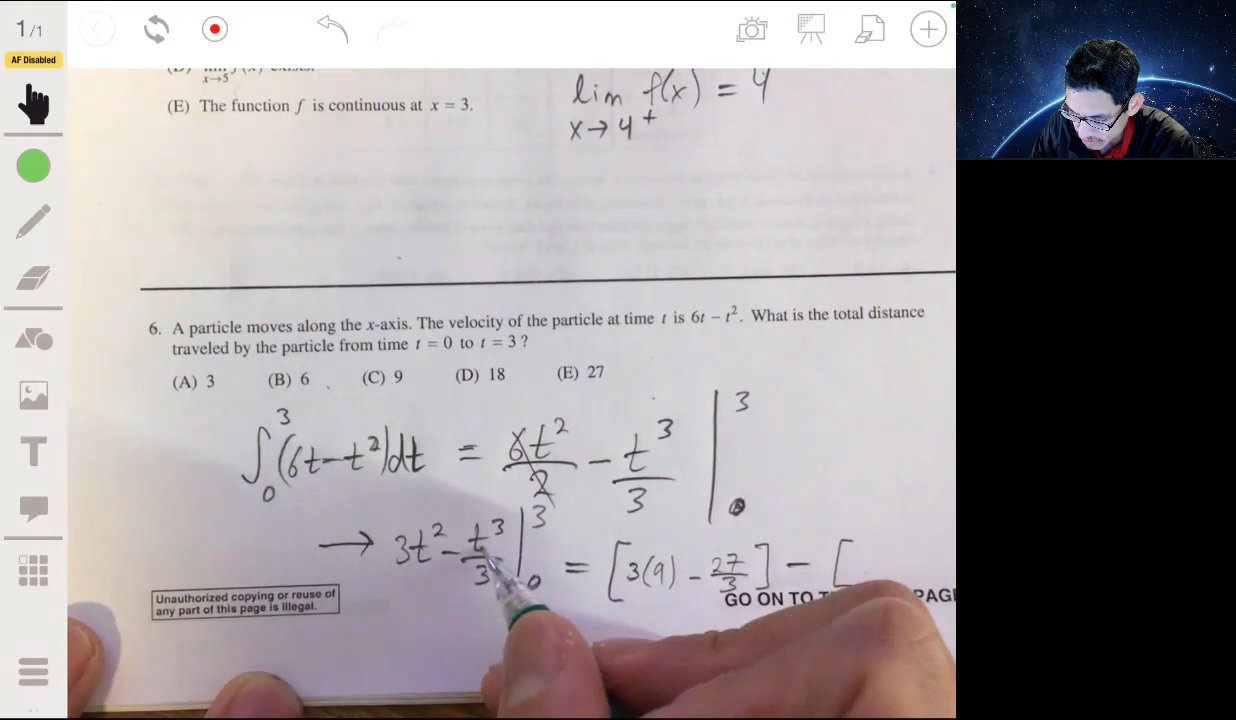 1/1
AF Disabled
x→5
(E) The function f is continuous at x = 3.
lim f(x) = 4
x → 4⁺
6. A particle moves along the x-axis. The velocity of the particle at time t is 6t − t². What is the total distance
traveled by the particle from time t = 0 to t = 3 ?
(A) 3 (B) 6 (C) 9 (D) 18 (E) 27
∫₀³ (6t − t²)dt = 6t²/2 − t³/3 |₀³
→ 3t² − t³/3 |₀³ = [3(9) − 27/3] − [
Unauthorized copying or reuse of
any part of this page is illegal.
GO ON TO
T